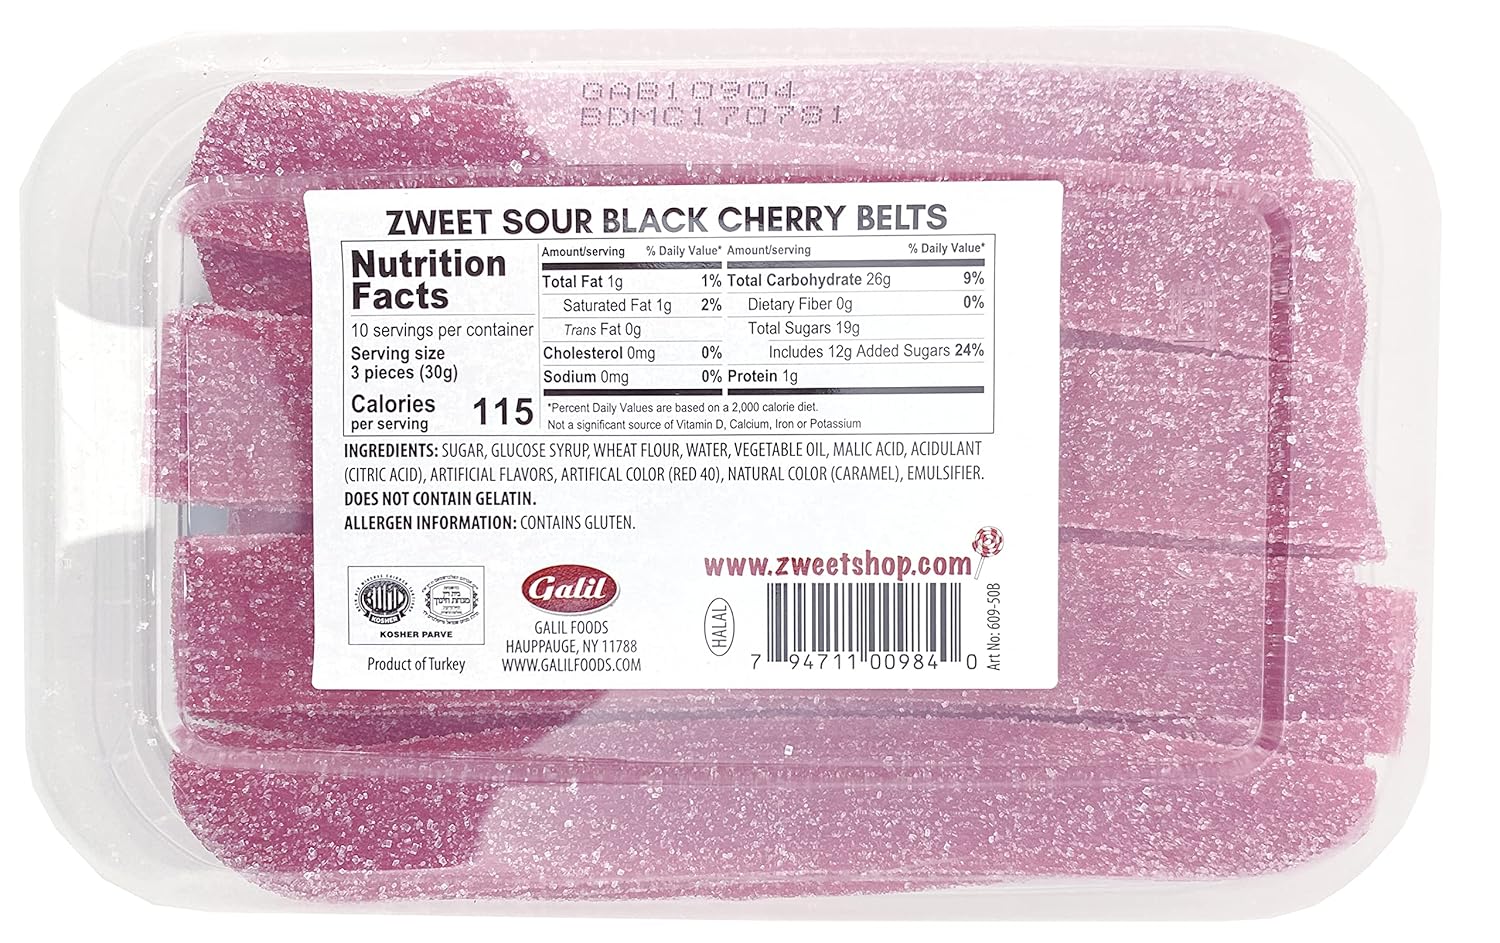 GAB10904
BDMC170781
ZWEET SOUR BLACK CHERRY BELTS
Nutrition
Facts
10 servings per container
Serving size
3 pieces (30g)
Calories
per serving 115
Amount/serving % Daily Value*
Total Fat 1g 1%
Saturated Fat 1g 2%
Trans Fat 0g
Cholesterol 0mg 0%
Sodium 0mg 0%
Amount/serving % Daily Value*
Total Carbohydrate 26g 9%
Dietary Fiber 0g 0%
Total Sugars 19g
Includes 12g Added Sugars 24%
Protein 1g
*Percent Daily Values are based on a 2,000 calorie diet.
Not a significant source of Vitamin D, Calcium, Iron or Potassium
INGREDIENTS: SUGAR, GLUCOSE SYRUP, WHEAT FLOUR, WATER, VEGETABLE OIL, MALIC ACID, ACIDULANT
(CITRIC ACID), ARTIFICIAL FLAVORS, ARTIFICAL COLOR (RED 40), NATURAL COLOR (CARAMEL), EMULSIFIER.
DOES NOT CONTAIN GELATIN.
ALLERGEN INFORMATION: CONTAINS GLUTEN.
KOSHER
KOSHER PARVE
Product of Turkey
Galil
GALIL FOODS
HAUPPAUGE, NY 11788
WWW.GALILFOODS.COM
www.zweetshop.com
HALAL
7 94711 00984 0
Art No: 609-50B